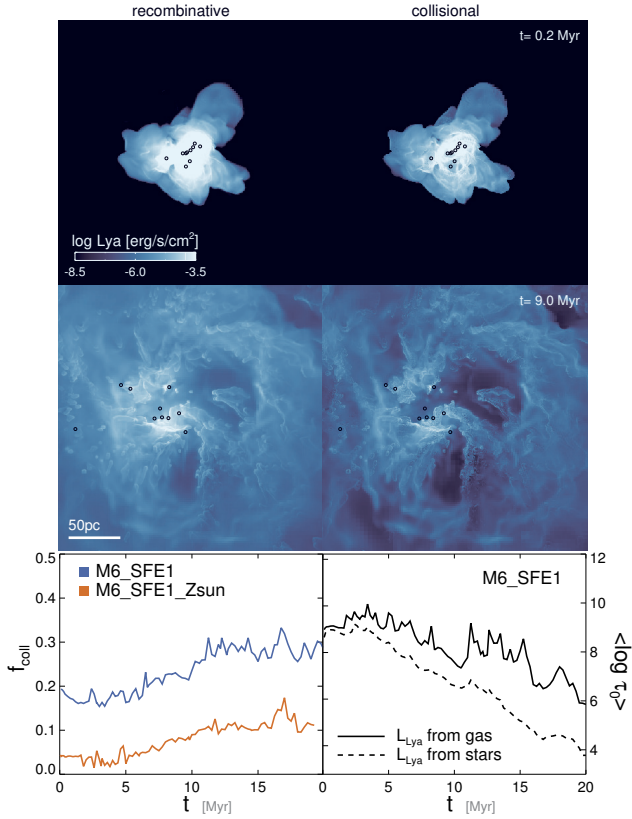 recombinative collisional
t= 0.2 Myr
log Lya [erg/s/cm²]
-8.5 -6.0 -3.5
t= 9.0 Myr
50pc
0.5
0.4
0.3
0.2
0.1
0.0
f_coll
M6_SFE1
M6_SFE1_Zsun
0 5 10 15
t [Myr]
M6_SFE1
L_Lya from gas
L_Lya from stars
12
10
8
6
4
<log τ₀>
0 5 10 15 20
t [Myr]